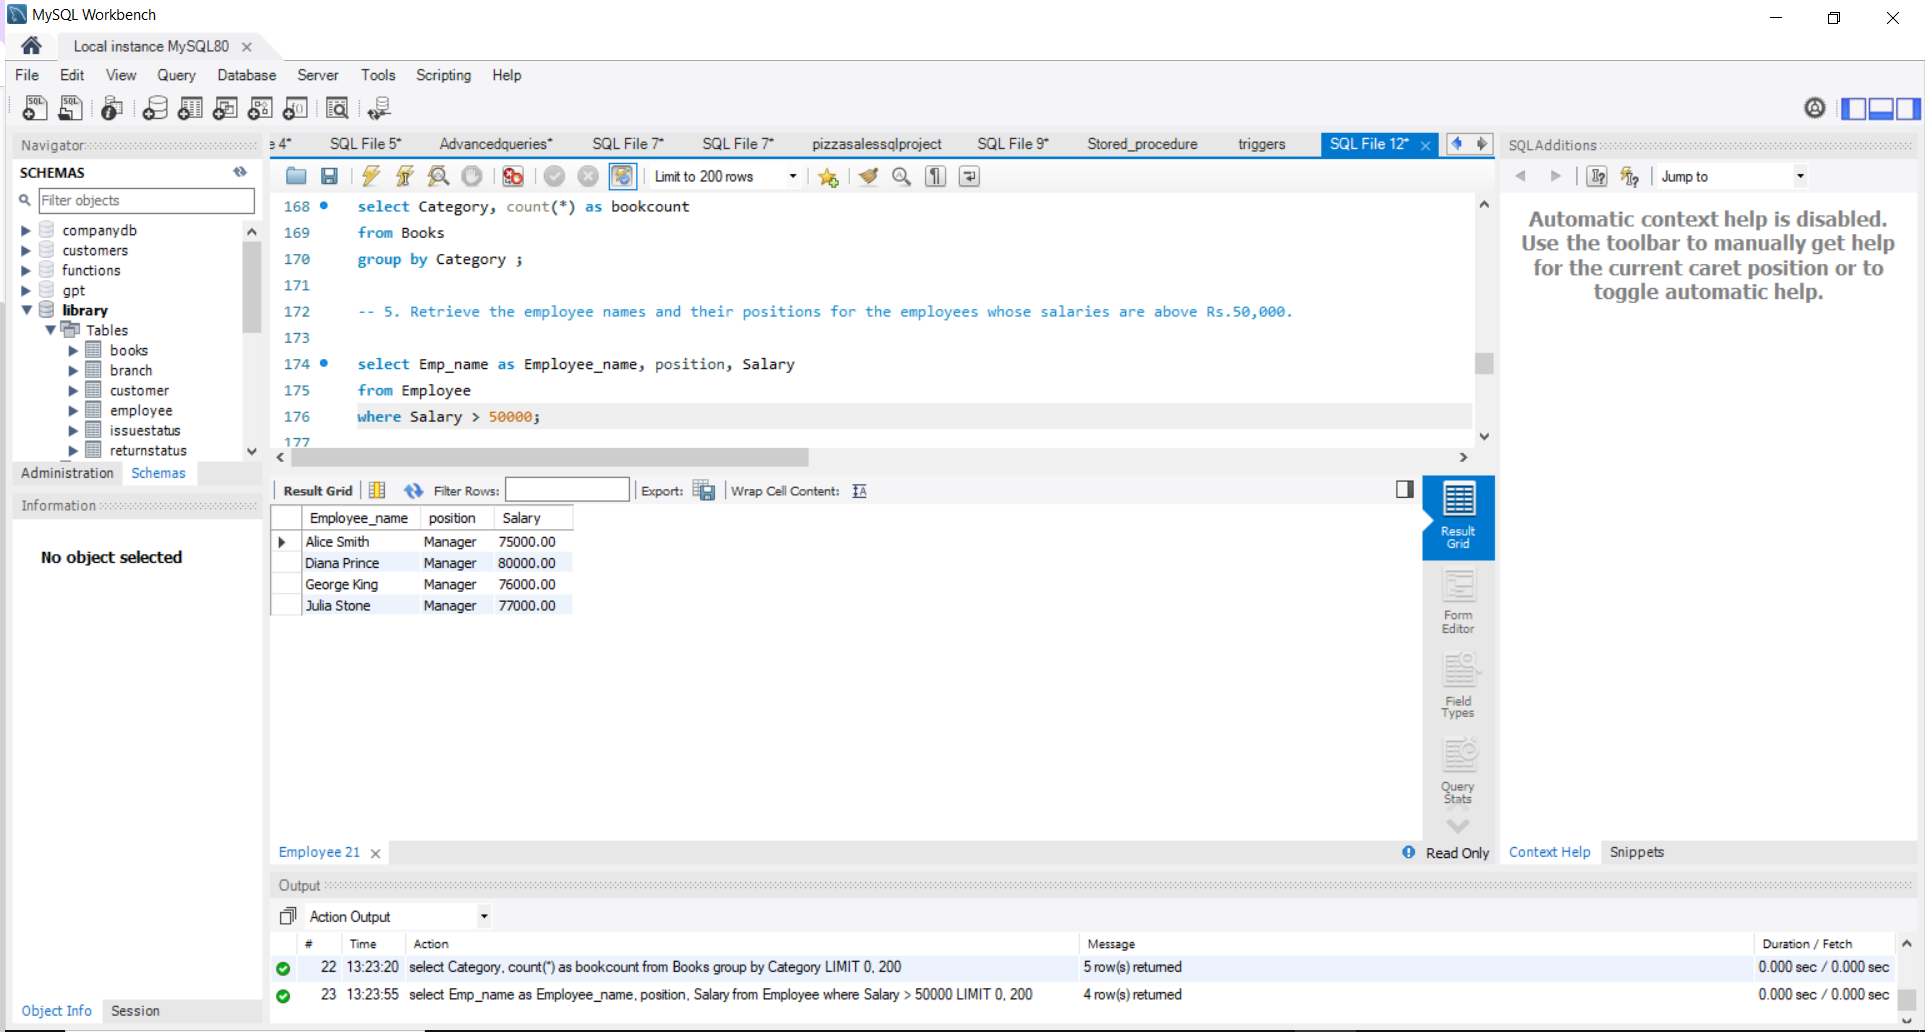 MySQL Workbench
Local instance MySQL80
File Edit View Query Database Server Tools Scripting Help
Navigator
SCHEMAS
Filter objects
companydb
customers
functions
gpt
library
Tables
books
branch
customer
employee
issuestatus
returnstatus
Administration Schemas
Information
No object selected
Object Info Session
e 4* SQL File 5* Advancedqueries* SQL File 7* SQL File 7* pizzasalessqlproject SQL File 9* Stored_procedure triggers SQL File 12*
Limit to 200 rows
168 select Category, count(*) as bookcount
169 from Books
170 group by Category ;
171
172 -- 5. Retrieve the employee names and their positions for the employees whose salaries are above Rs.50,000.
173
174 select Emp_name as Employee_name, position, Salary
175 from Employee
176 where Salary > 50000;
177
Result Grid Filter Rows: Export: Wrap Cell Content:
Employee_name position Salary
Alice Smith Manager 75000.00
Diana Prince Manager 80000.00
George King Manager 76000.00
Julia Stone Manager 77000.00
Result Grid
Form Editor
Field Types
Query Stats
Employee 21
Read Only
SQLAdditions
Jump to
Automatic context help is disabled.
Use the toolbar to manually get help
for the current caret position or to
toggle automatic help.
Context Help Snippets
Output
Action Output
# Time Action Message Duration / Fetch
22 13:23:20 select Category, count(*) as bookcount from Books group by Category LIMIT 0, 200 5 row(s) returned 0.000 sec / 0.000 sec
23 13:23:55 select Emp_name as Employee_name, position, Salary from Employee where Salary > 50000 LIMIT 0, 200 4 row(s) returned 0.000 sec / 0.000 sec